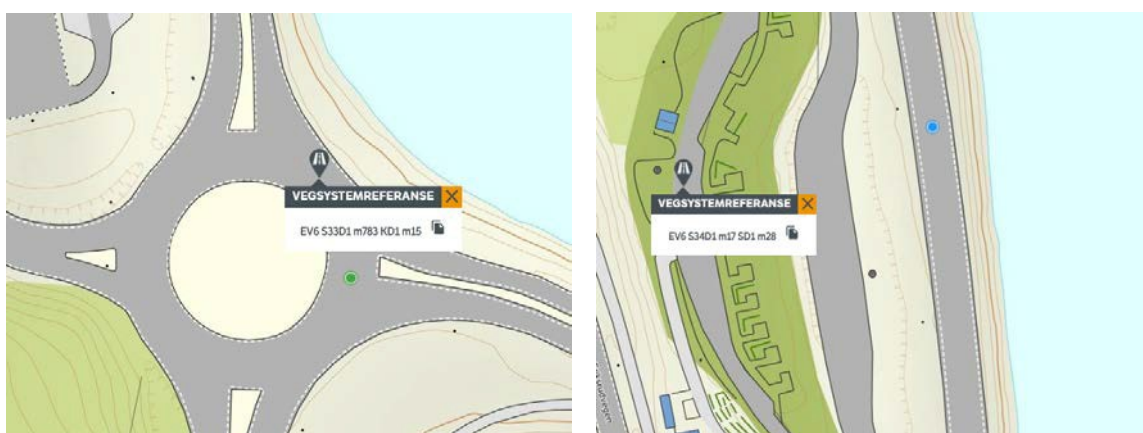 VEGSYSTEMREFERANSE
EV6 S33D1 m783 KD1 m15
VEGSYSTEMREFERANSE
EV6 S34D1 m17 SD1 m28